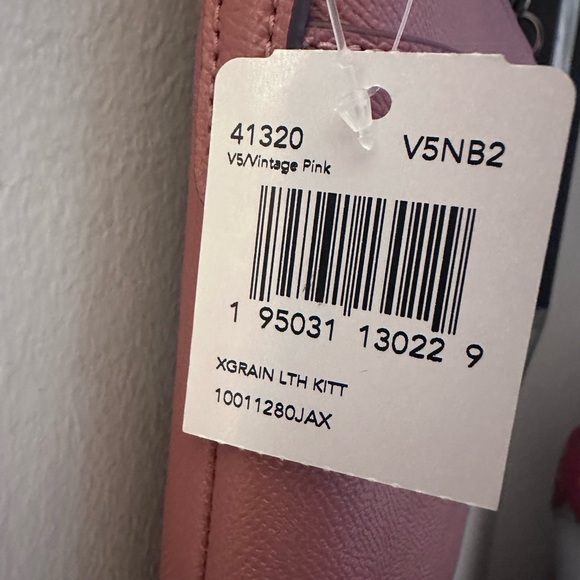 41320 V5NB2
V5/Vintage Pink
1 95031 13022 9
XGRAIN LTH KITT
10011280JAX